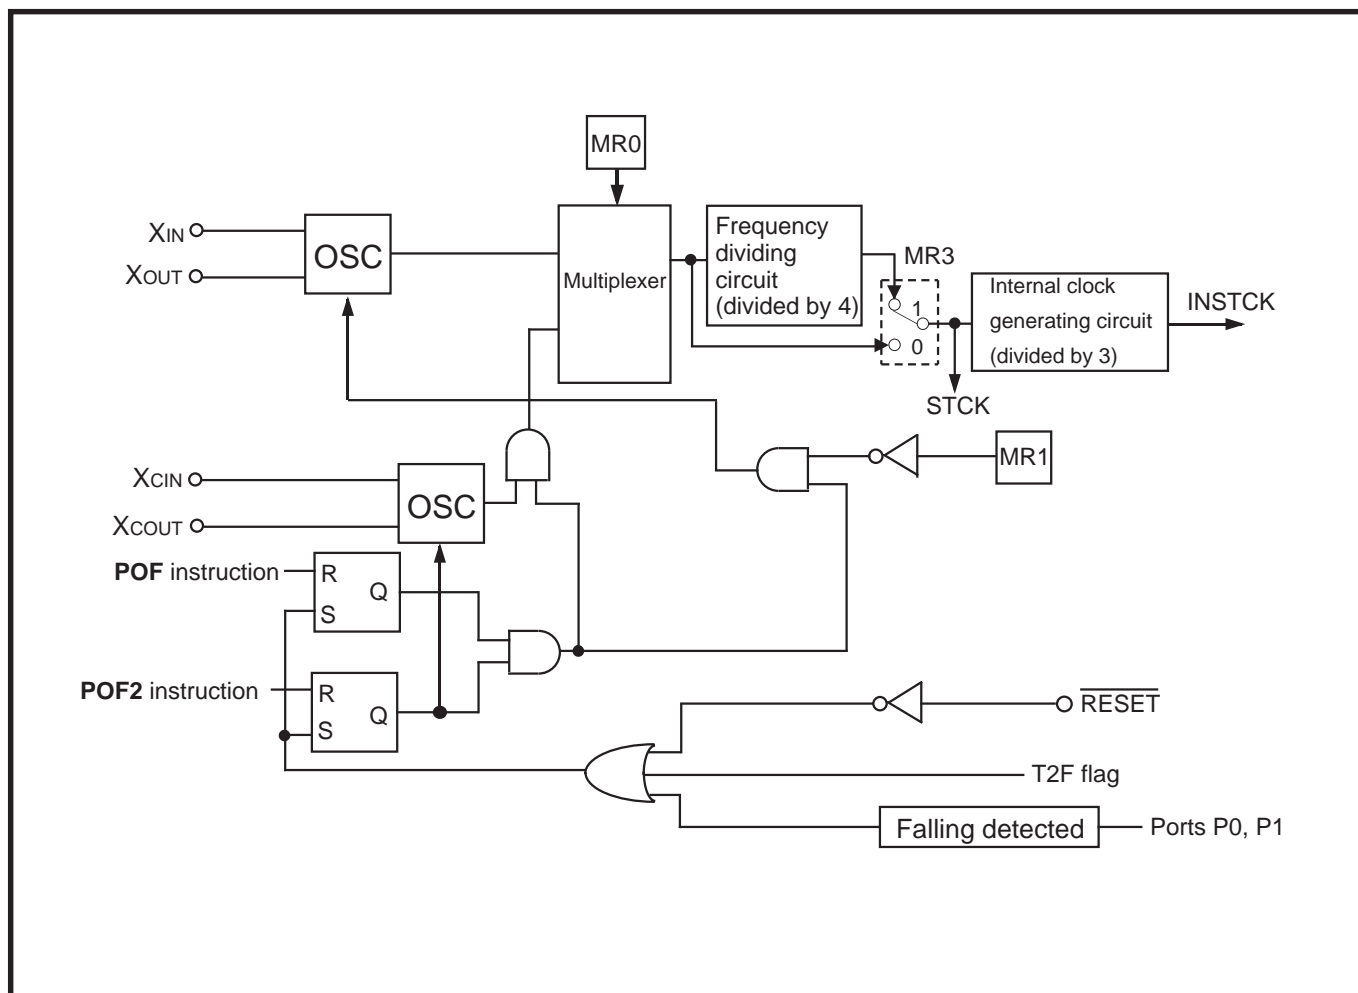 MR0
XIN
XOUT
OSC
Multiplexer
Frequency
dividing
circuit
(divided by 4)
MR3
1
0
Internal clock
generating circuit
(divided by 3)
INSTCK
STCK
MR1
XCIN
XCOUT
OSC
POF instruction
R
S
Q
POF2 instruction
R
S
Q
RESET
T2F flag
Falling detected
Ports P0, P1